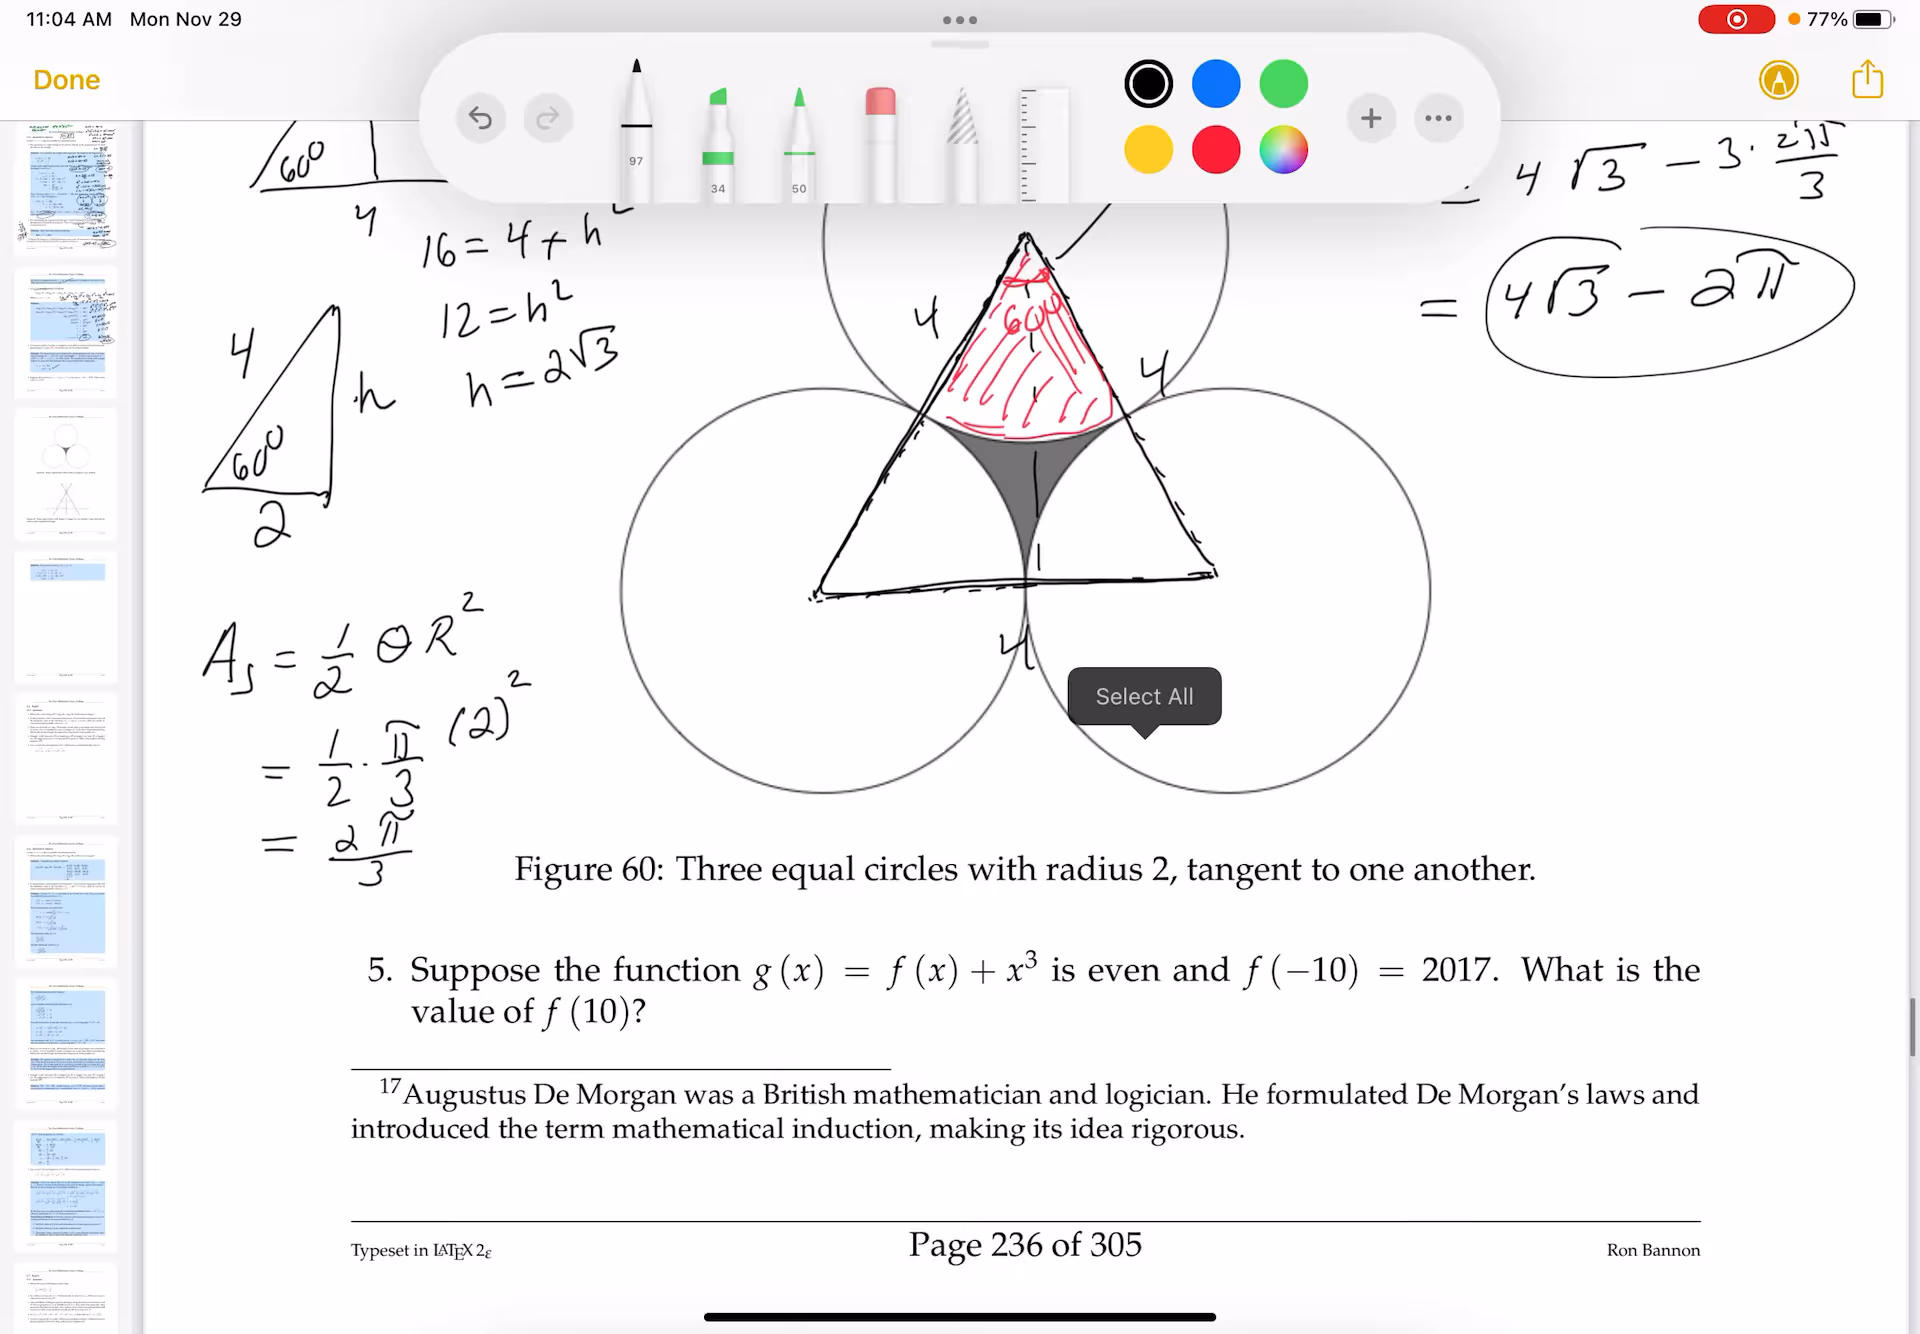 11:04 AM Mon Nov 29
77%
Done
97
34
50
60°
4
16 = 4 + h²
12 = h²
h = 2√3
4
h
60°
2
A_s = 1/2 θ R²
= 1/2 · π/3 (2)²
= 2π/3
4√3 − 3 · 2π/3
= 4√3 − 2π
4
60°
4
4
Select All
Figure 60: Three equal circles with radius 2, tangent to one another.
5. Suppose the function g (x) = f (x) + x³ is even and f (−10) = 2017. What is the
value of f (10)?
¹⁷Augustus De Morgan was a British mathematician and logician. He formulated De Morgan’s laws and
introduced the term mathematical induction, making its idea rigorous.
Typeset in LATEX 2ε
Page 236 of 305
Ron Bannon